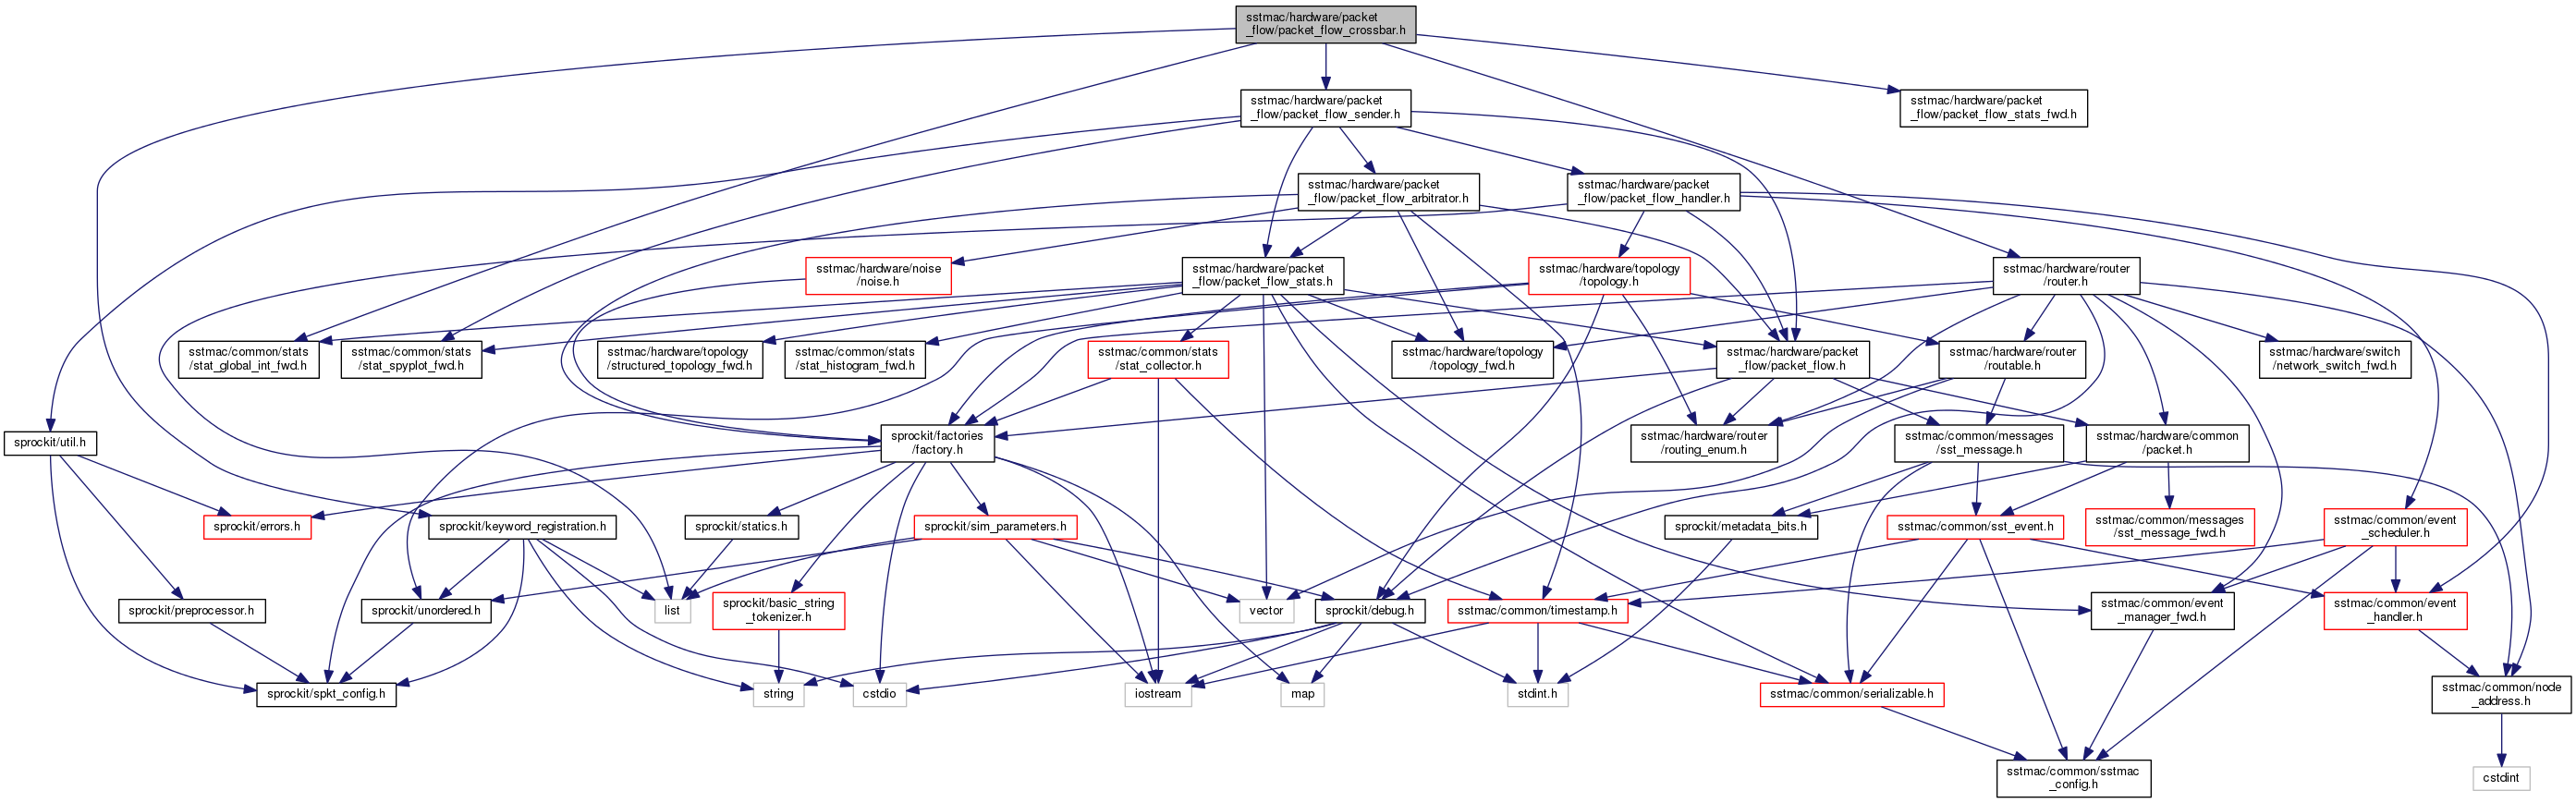 sstmac/hardware/packet
_flow/packet_flow_crossbar.h
sstmac/hardware/packet
_flow/packet_flow_sender.h
sstmac/hardware/packet
_flow/packet_flow_stats_fwd.h
sstmac/hardware/packet
_flow/packet_flow_arbitrator.h
sstmac/hardware/packet
_flow/packet_flow_handler.h
sstmac/hardware/noise
/noise.h
sstmac/hardware/packet
_flow/packet_flow_stats.h
sstmac/hardware/topology
/topology.h
sstmac/hardware/router
/router.h
sstmac/common/stats
/stat_global_int_fwd.h
sstmac/common/stats
/stat_spyplot_fwd.h
sstmac/hardware/topology
/structured_topology_fwd.h
sstmac/common/stats
/stat_histogram_fwd.h
sstmac/common/stats
/stat_collector.h
sstmac/hardware/topology
/topology_fwd.h
sstmac/hardware/packet
_flow/packet_flow.h
sstmac/hardware/router
/routable.h
sstmac/hardware/switch
/network_switch_fwd.h
sprockit/util.h
sprockit/factories
/factory.h
sstmac/hardware/router
/routing_enum.h
sstmac/common/messages
/sst_message.h
sstmac/hardware/common
/packet.h
sprockit/errors.h
sprockit/keyword_registration.h
sprockit/statics.h
sprockit/sim_parameters.h
sprockit/metadata_bits.h
sstmac/common/sst_event.h
sstmac/common/messages
/sst_message_fwd.h
sstmac/common/event
_scheduler.h
sprockit/preprocessor.h
sprockit/unordered.h
list
sprockit/basic_string
_tokenizer.h
vector
sprockit/debug.h
sstmac/common/timestamp.h
sstmac/common/event
_manager_fwd.h
sstmac/common/event
_handler.h
sprockit/spkt_config.h
string
cstdio
iostream
map
stdint.h
sstmac/common/serializable.h
sstmac/common/node
_address.h
sstmac/common/sstmac
_config.h
cstdint